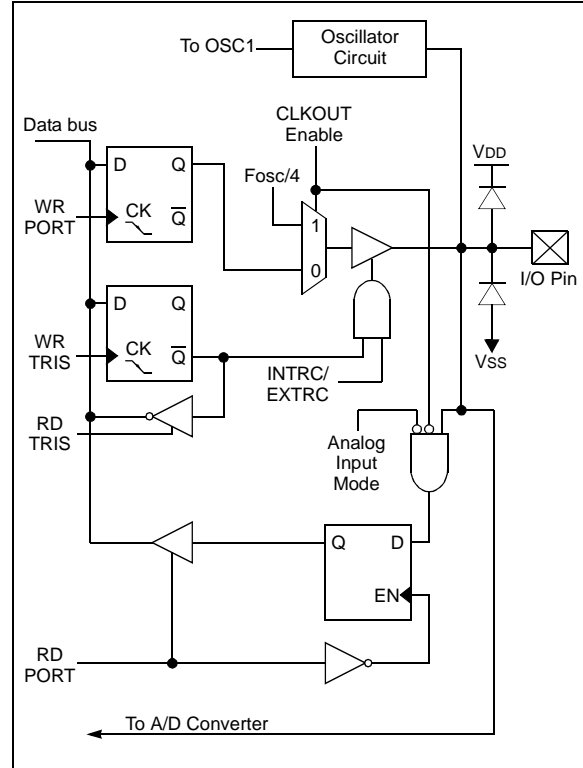 To OSC1
Oscillator
Circuit
CLKOUT
Enable
Data bus
VDD
D Q
Fosc/4
WR
PORT
CK
Q
1
0
I/O Pin
D Q
WR
TRIS
CK
Q
VSS
INTRC/
EXTRC
RD
TRIS
Analog
Input
Mode
Q D
EN
RD
PORT
To A/D Converter